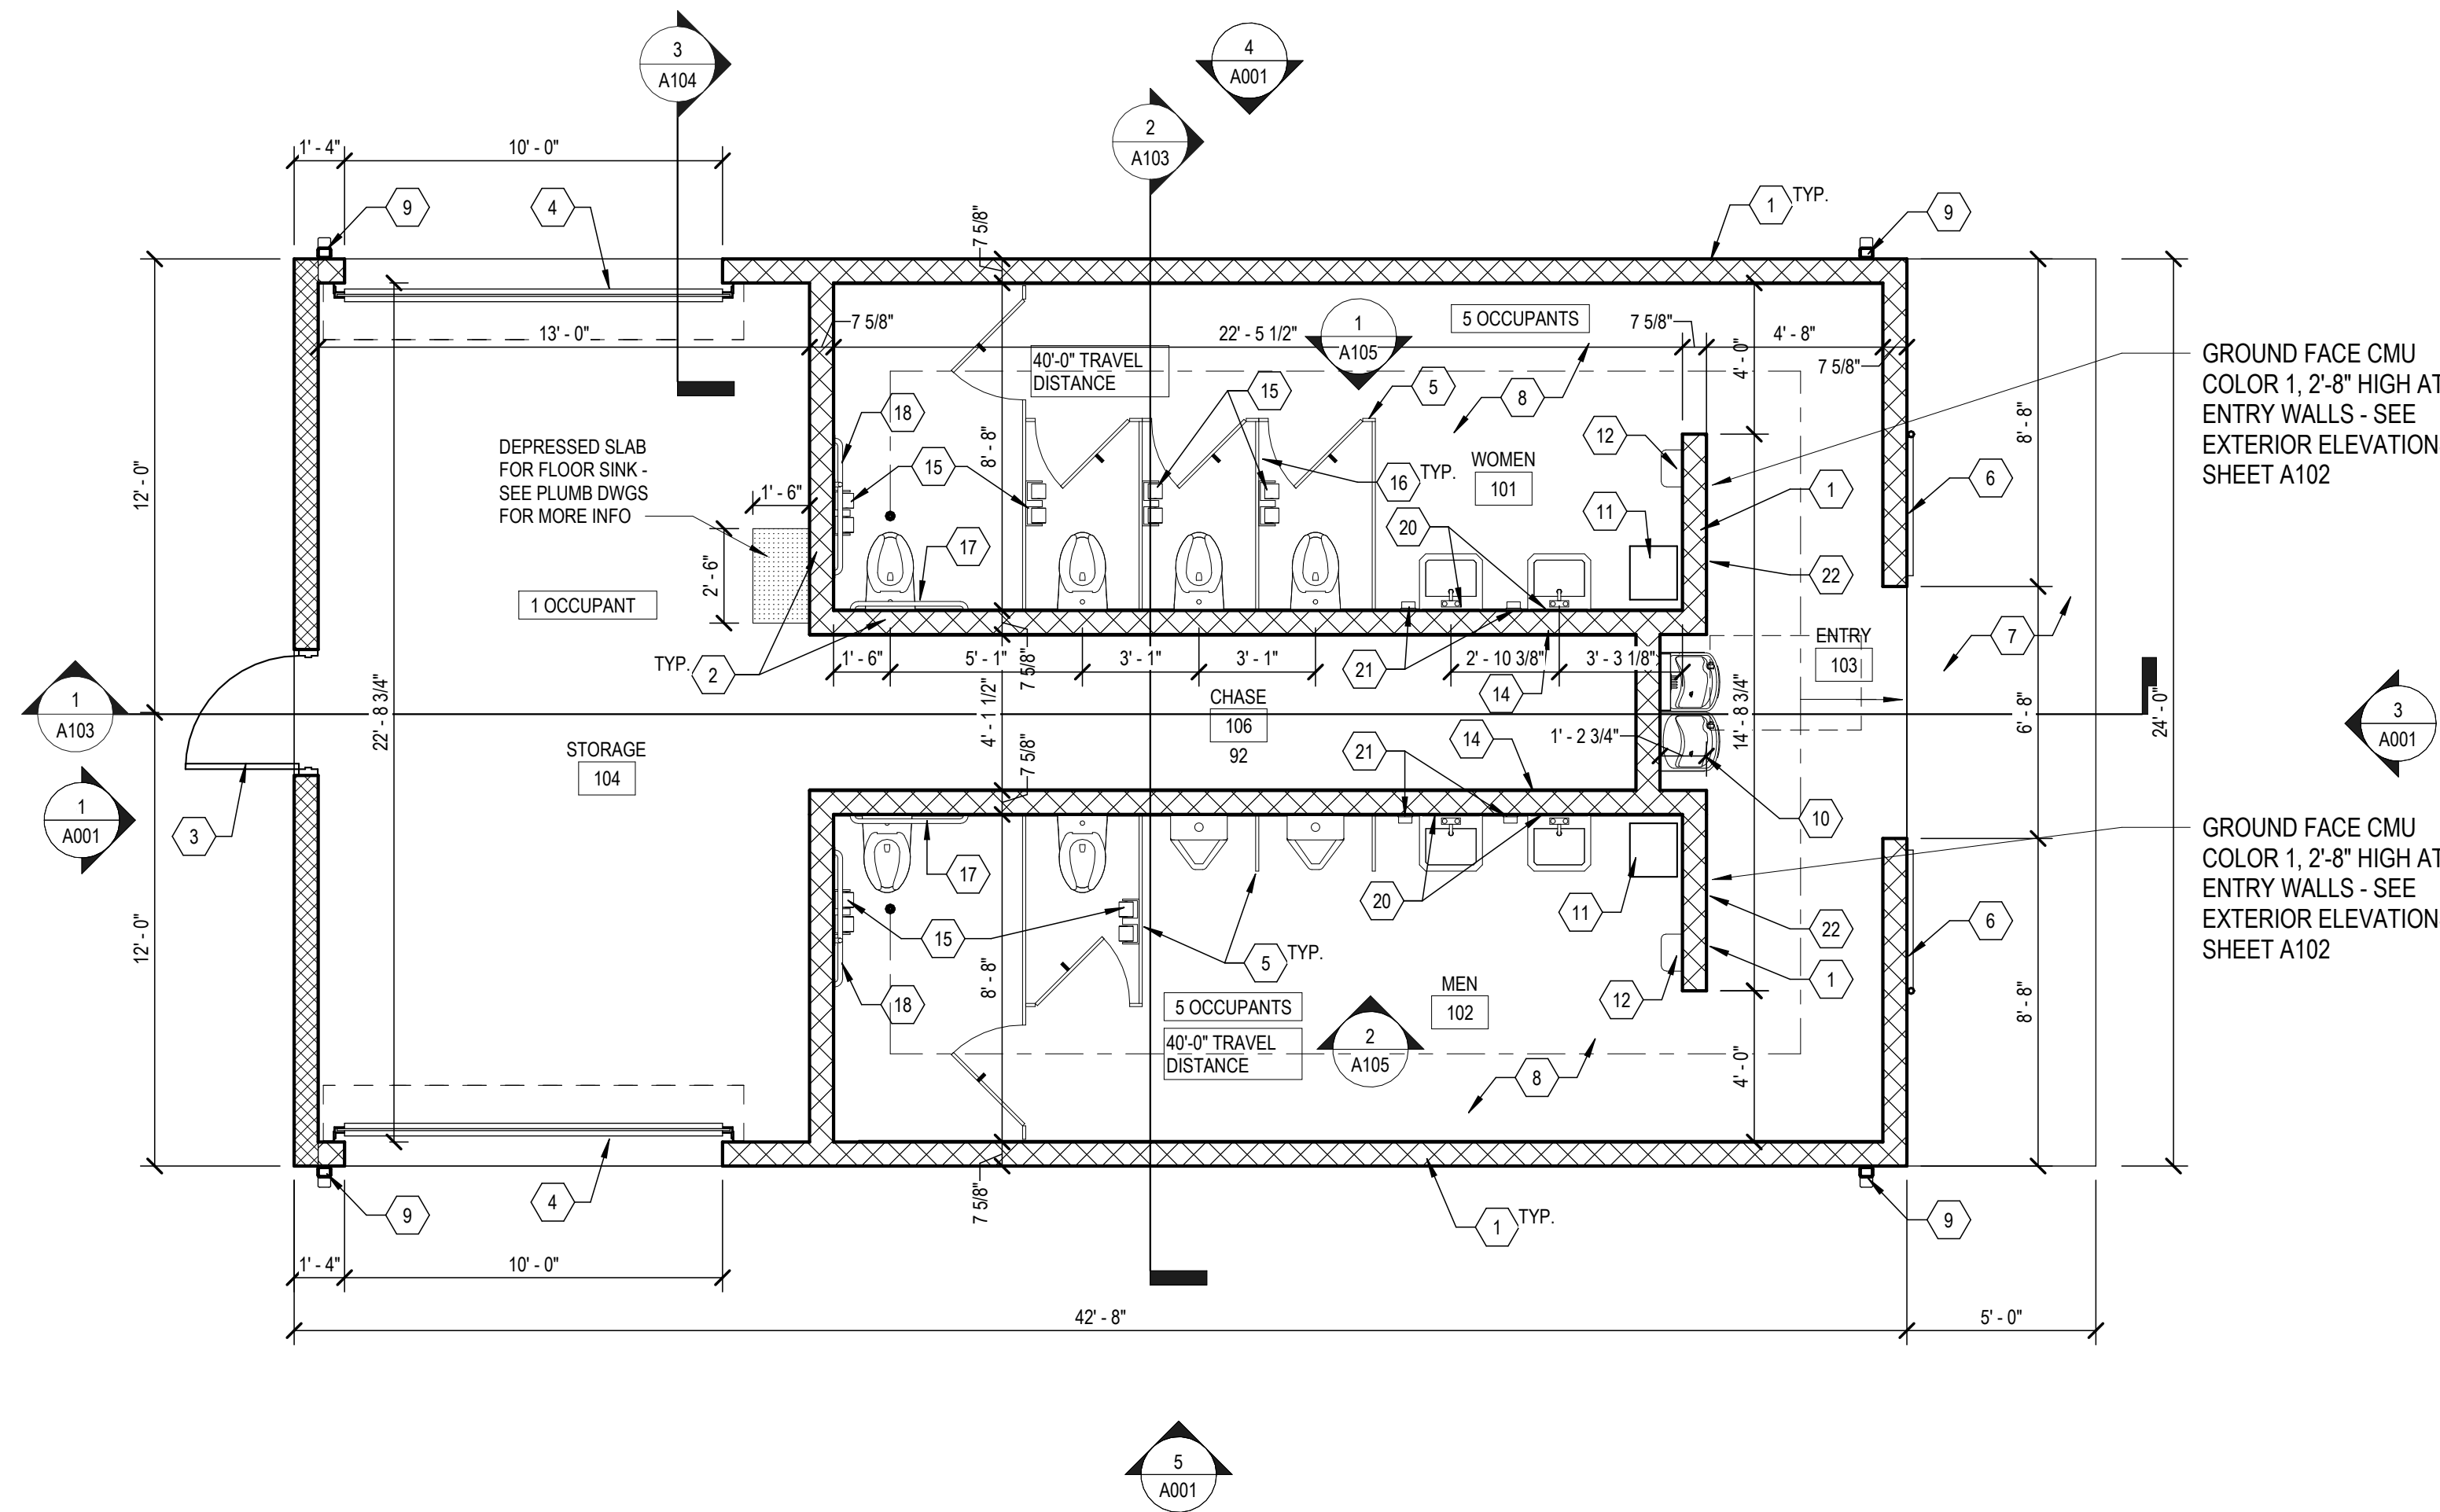 3
A104
4
A001
2
A103
1' - 4"
10' - 0"
9
4
7 5/8"
1
TYP.
9
13' - 0"
7 5/8"
22' - 5 1/2"
1
A105
5 OCCUPANTS
7 5/8"
4' - 0"
4' - 8"
7 5/8"
40'-0" TRAVEL
DISTANCE
GROUND FACE CMU
COLOR 1, 2'-8" HIGH AT
ENTRY WALLS - SEE
EXTERIOR ELEVATION
SHEET A102
12' - 0"
18
15
5
8
8' - 8"
8' - 8"
DEPRESSED SLAB
FOR FLOOR SINK -
SEE PLUMB DWGS
FOR MORE INFO
1' - 6"
15
16
TYP.
WOMEN
101
12
1
6
11
20
17
22
2' - 6"
1 OCCUPANT
TYP.
2
1' - 6"
5' - 1"
7 5/8"
3' - 1"
3' - 1"
21
2' - 10 3/8"
3' - 3 1/8"
14
ENTRY
103
7
1
A103
22' - 8 3/4"
4' - 1 1/2"
CHASE
106
92
14
1' - 2 3/4"
14' - 8 3/4"
6' - 8"
24' - 0"
3
A001
STORAGE
104
7 5/8"
21
1
A001
3
10
GROUND FACE CMU
COLOR 1, 2'-8" HIGH AT
ENTRY WALLS - SEE
EXTERIOR ELEVATION
SHEET A102
12' - 0"
17
15
20
11
22
6
18
8' - 8"
5
TYP.
MEN
102
12
1
8' - 8"
5 OCCUPANTS
40'-0" TRAVEL
DISTANCE
2
A105
8
4' - 0"
9
4
7 5/8"
1
TYP.
9
1' - 4"
10' - 0"
42' - 8"
5' - 0"
5
A001